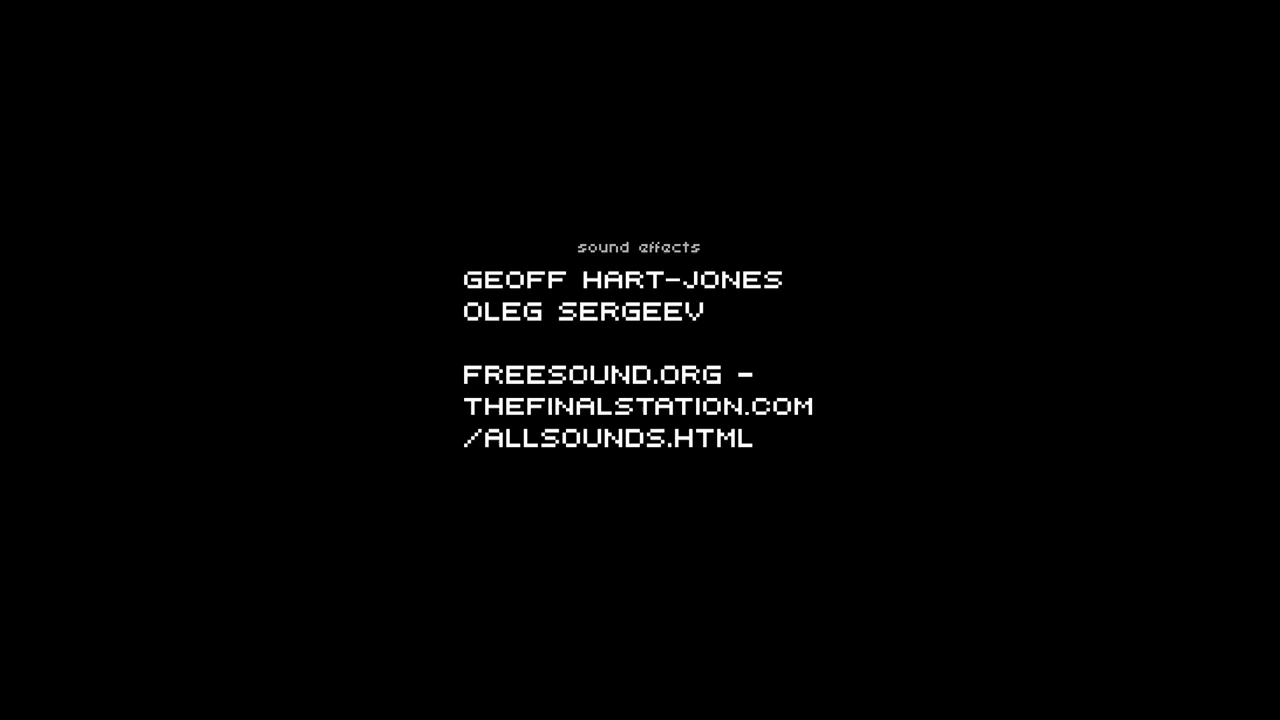 sound effects
GEOFF HART-JONES
OLEG SERGEEV
FREESOUND.ORG -
THEFINALSTATION.COM
/ALLSOUNDS.HTML